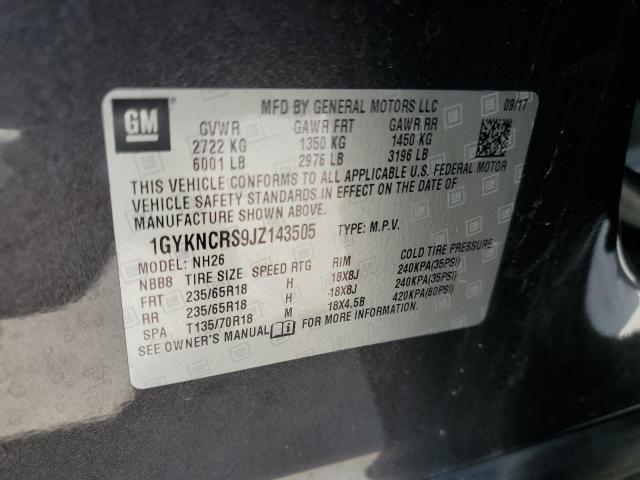 GM
MFD BY GENERAL MOTORS LLC 09/17
GVWR GAWR FRT GAWR RR
2722 KG 1350 KG 1450 KG
6001 LB 2976 LB 3196 LB
THIS VEHICLE CONFORMS TO ALL APPLICABLE U.S. FEDERAL MOTOR
VEHICLE SAFETY STANDARDS IN EFFECT ON THE DATE OF
MANUFACTURE SHOWN ABOVE.
1GYKNCRS9JZ143505 TYPE: M.P.V.
MODEL: NH26
NBB8 TIRE SIZE SPEED RTG RIM COLD TIRE PRESSURE
FRT 235/65R18 H 18X8J 240KPA(35PSI)
RR 235/65R18 H 18X8J 240KPA(35PSI)
SPA T135/70R18 M 18X4.5B 420KPA(60PSI)
SEE OWNER'S MANUAL FOR MORE INFORMATION.